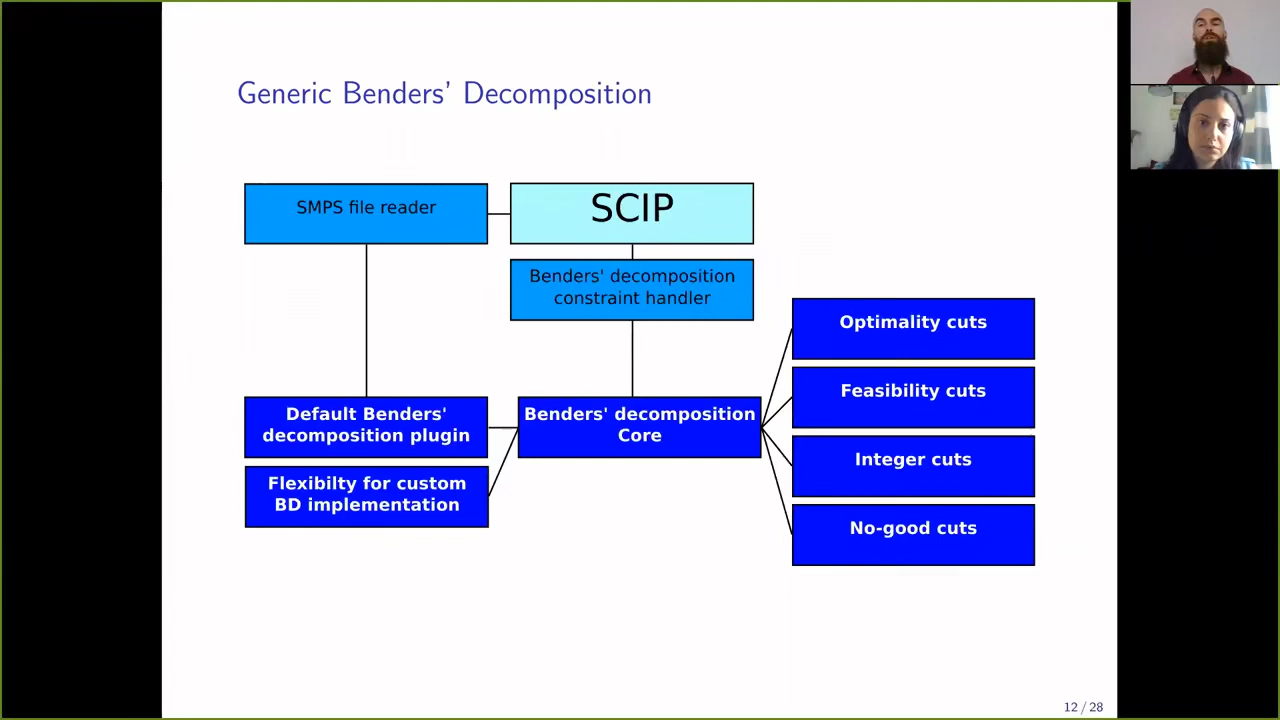 Generic Benders' Decomposition
SMPS file reader
SCIP
Benders' decomposition
constraint handler
Optimality cuts
Feasibility cuts
Default Benders'
decomposition plugin
Benders' decomposition
Core
Integer cuts
Flexibilty for custom
BD implementation
No-good cuts
12 / 28